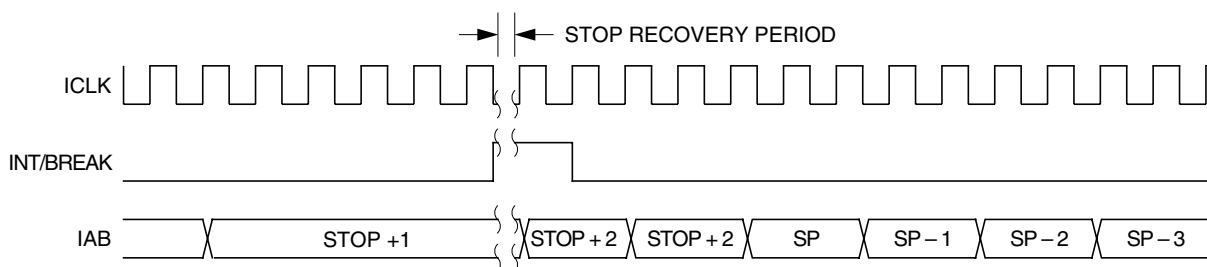 STOP RECOVERY PERIOD
ICLK
INT/BREAK
IAB STOP +1 STOP + 2 STOP + 2 SP SP – 1 SP – 2 SP – 3